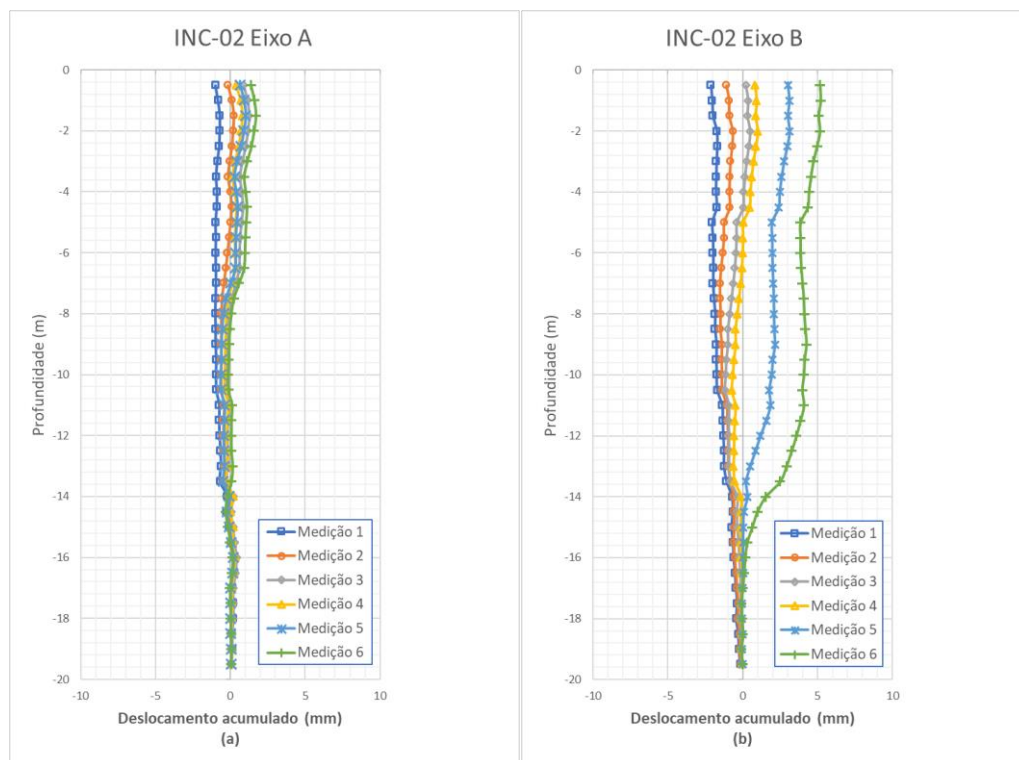 INC-02 Eixo A
0
-2
-4
-6
-8
-10
-12
-14
-16
-18
-20
Profundidade (m)
Medição 1
Medição 2
Medição 3
Medição 4
Medição 5
Medição 6
-10 -5 0 5 10
Deslocamento acumulado (mm)
(a)
INC-02 Eixo B
0
-2
-4
-6
-8
-10
-12
-14
-16
-18
-20
Profundidade (m)
Medição 1
Medição 2
Medição 3
Medição 4
Medição 5
Medição 6
-10 -5 0 5 10
Deslocamento acumulado (mm)
(b)